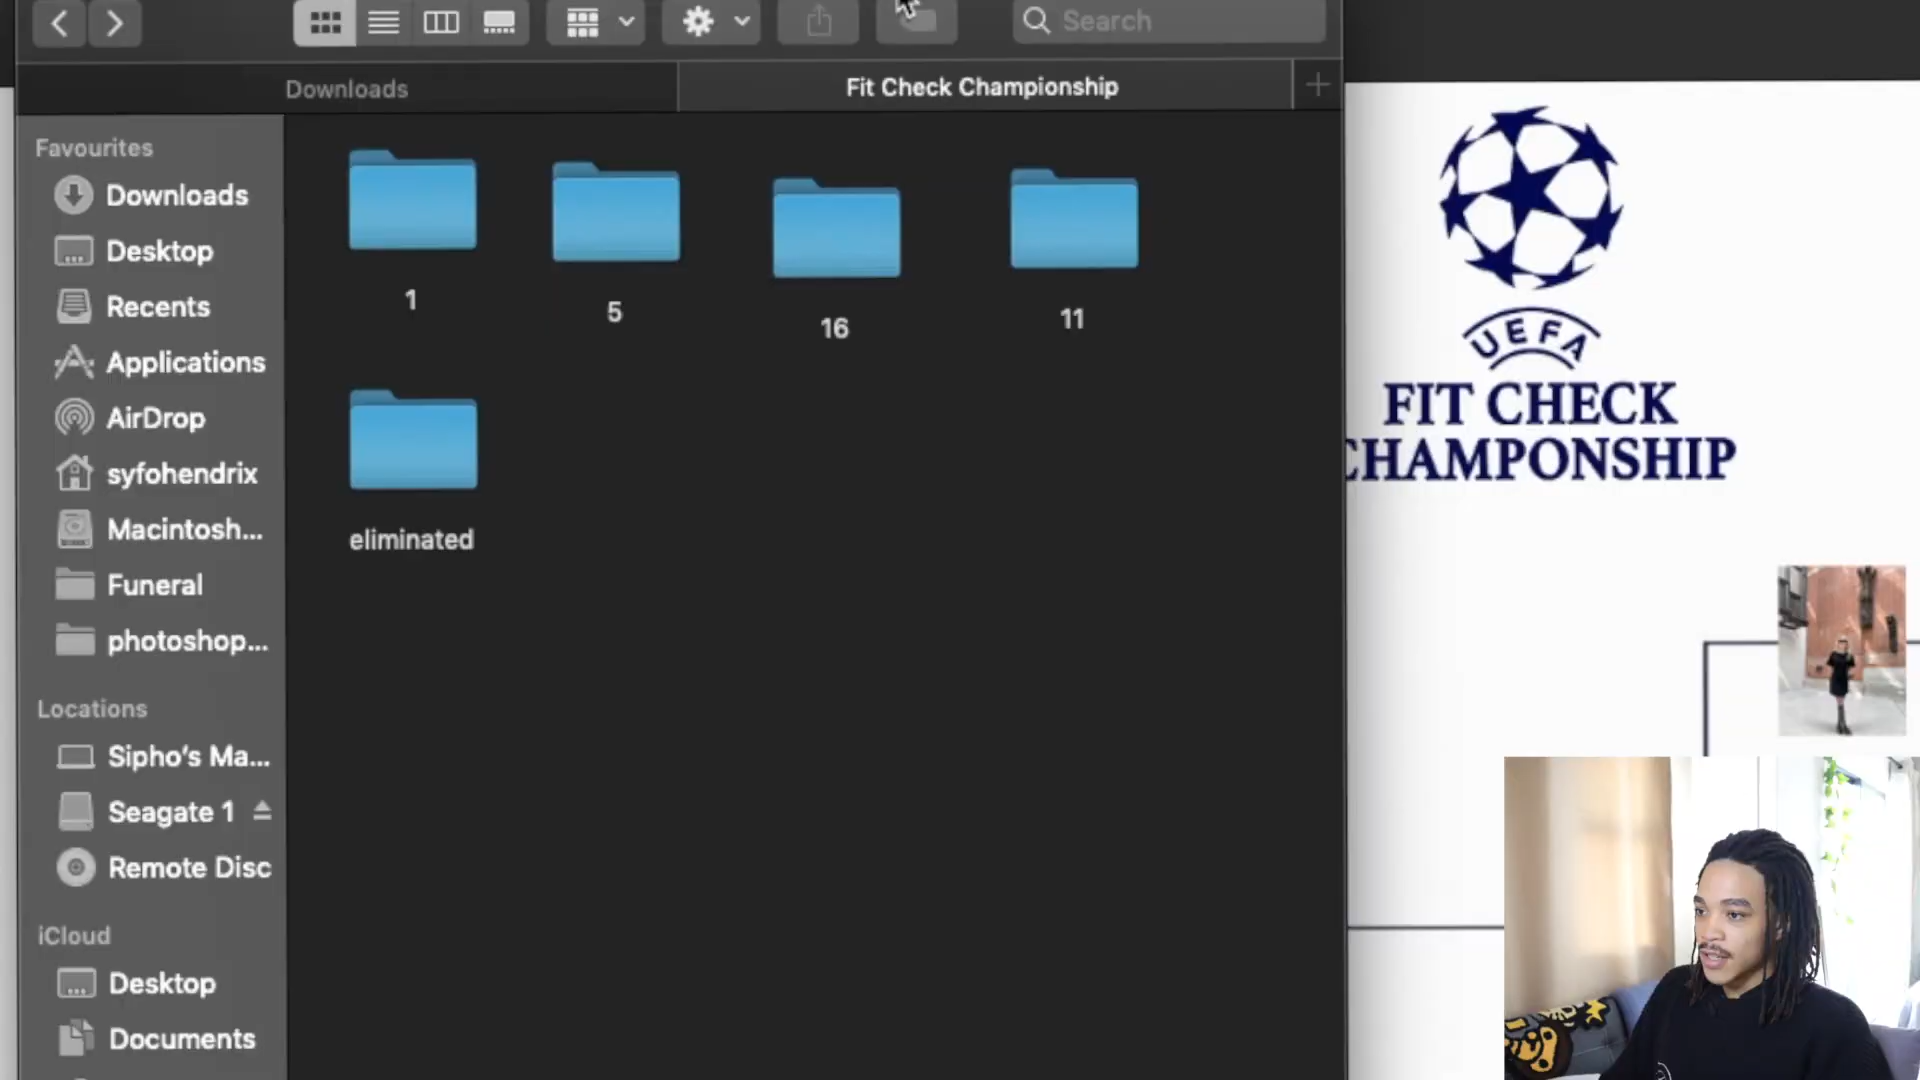 Search
Downloads
Fit Check Championship
Favourites
Downloads
Desktop
Recents
Applications
AirDrop
syfohendrix
Macintosh...
Funeral
photoshop...
Locations
Sipho's Ma...
Seagate 1
Remote Disc
iCloud
Desktop
Documents
1
5
16
11
eliminated
UEFA
FIT CHECK
CHAMPONSHIP